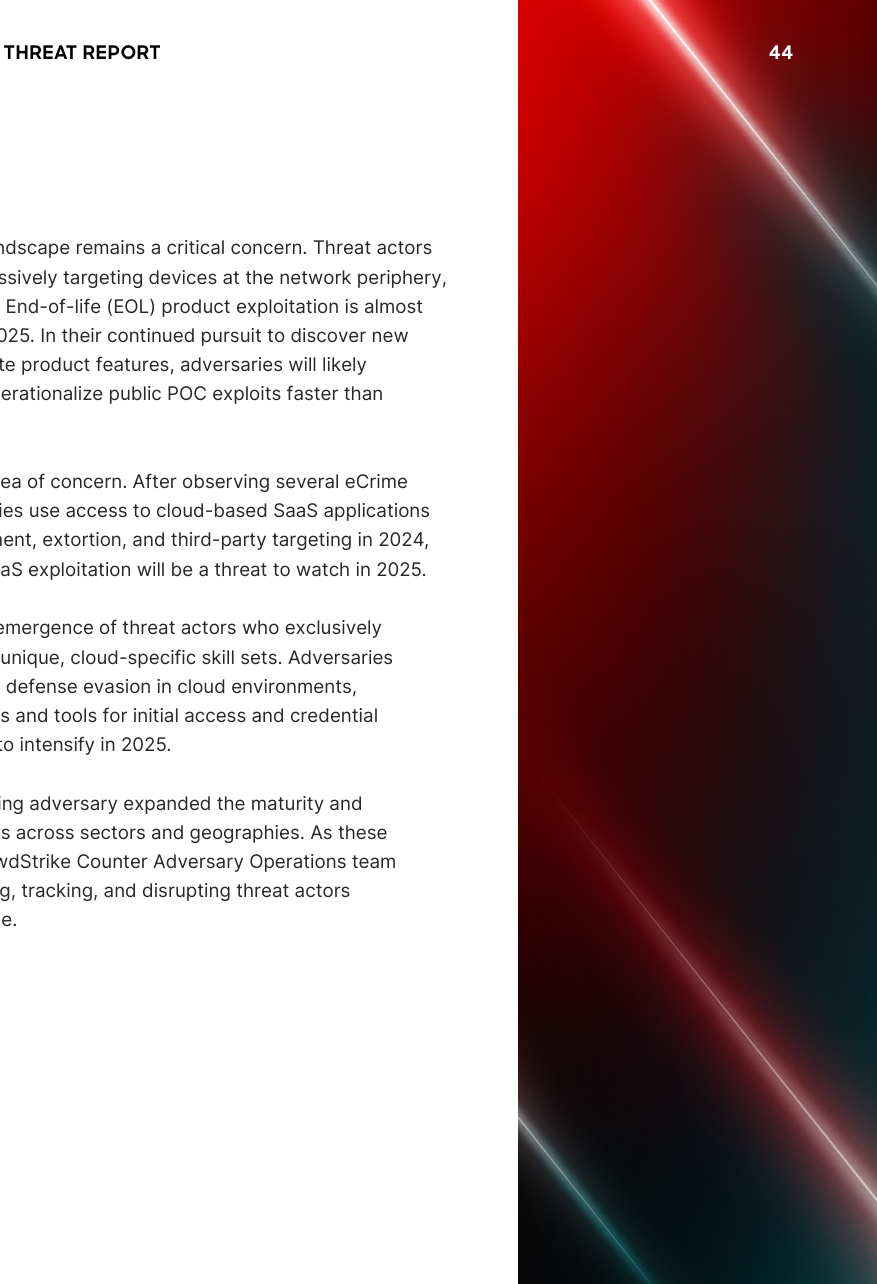 THREAT REPORT
44
ndscape remains a critical concern. Threat actors
ssively targeting devices at the network periphery,
End-of-life (EOL) product exploitation is almost
025. In their continued pursuit to discover new
te product features, adversaries will likely
erationalize public POC exploits faster than
ea of concern. After observing several eCrime
ies use access to cloud-based SaaS applications
nent, extortion, and third-party targeting in 2024,
aS exploitation will be a threat to watch in 2025.
emergence of threat actors who exclusively
unique, cloud-specific skill sets. Adversaries
defense evasion in cloud environments,
s and tools for initial access and credential
to intensify in 2025.
ing adversary expanded the maturity and
s across sectors and geographies. As these
wdStrike Counter Adversary Operations team
g, tracking, and disrupting threat actors
e.